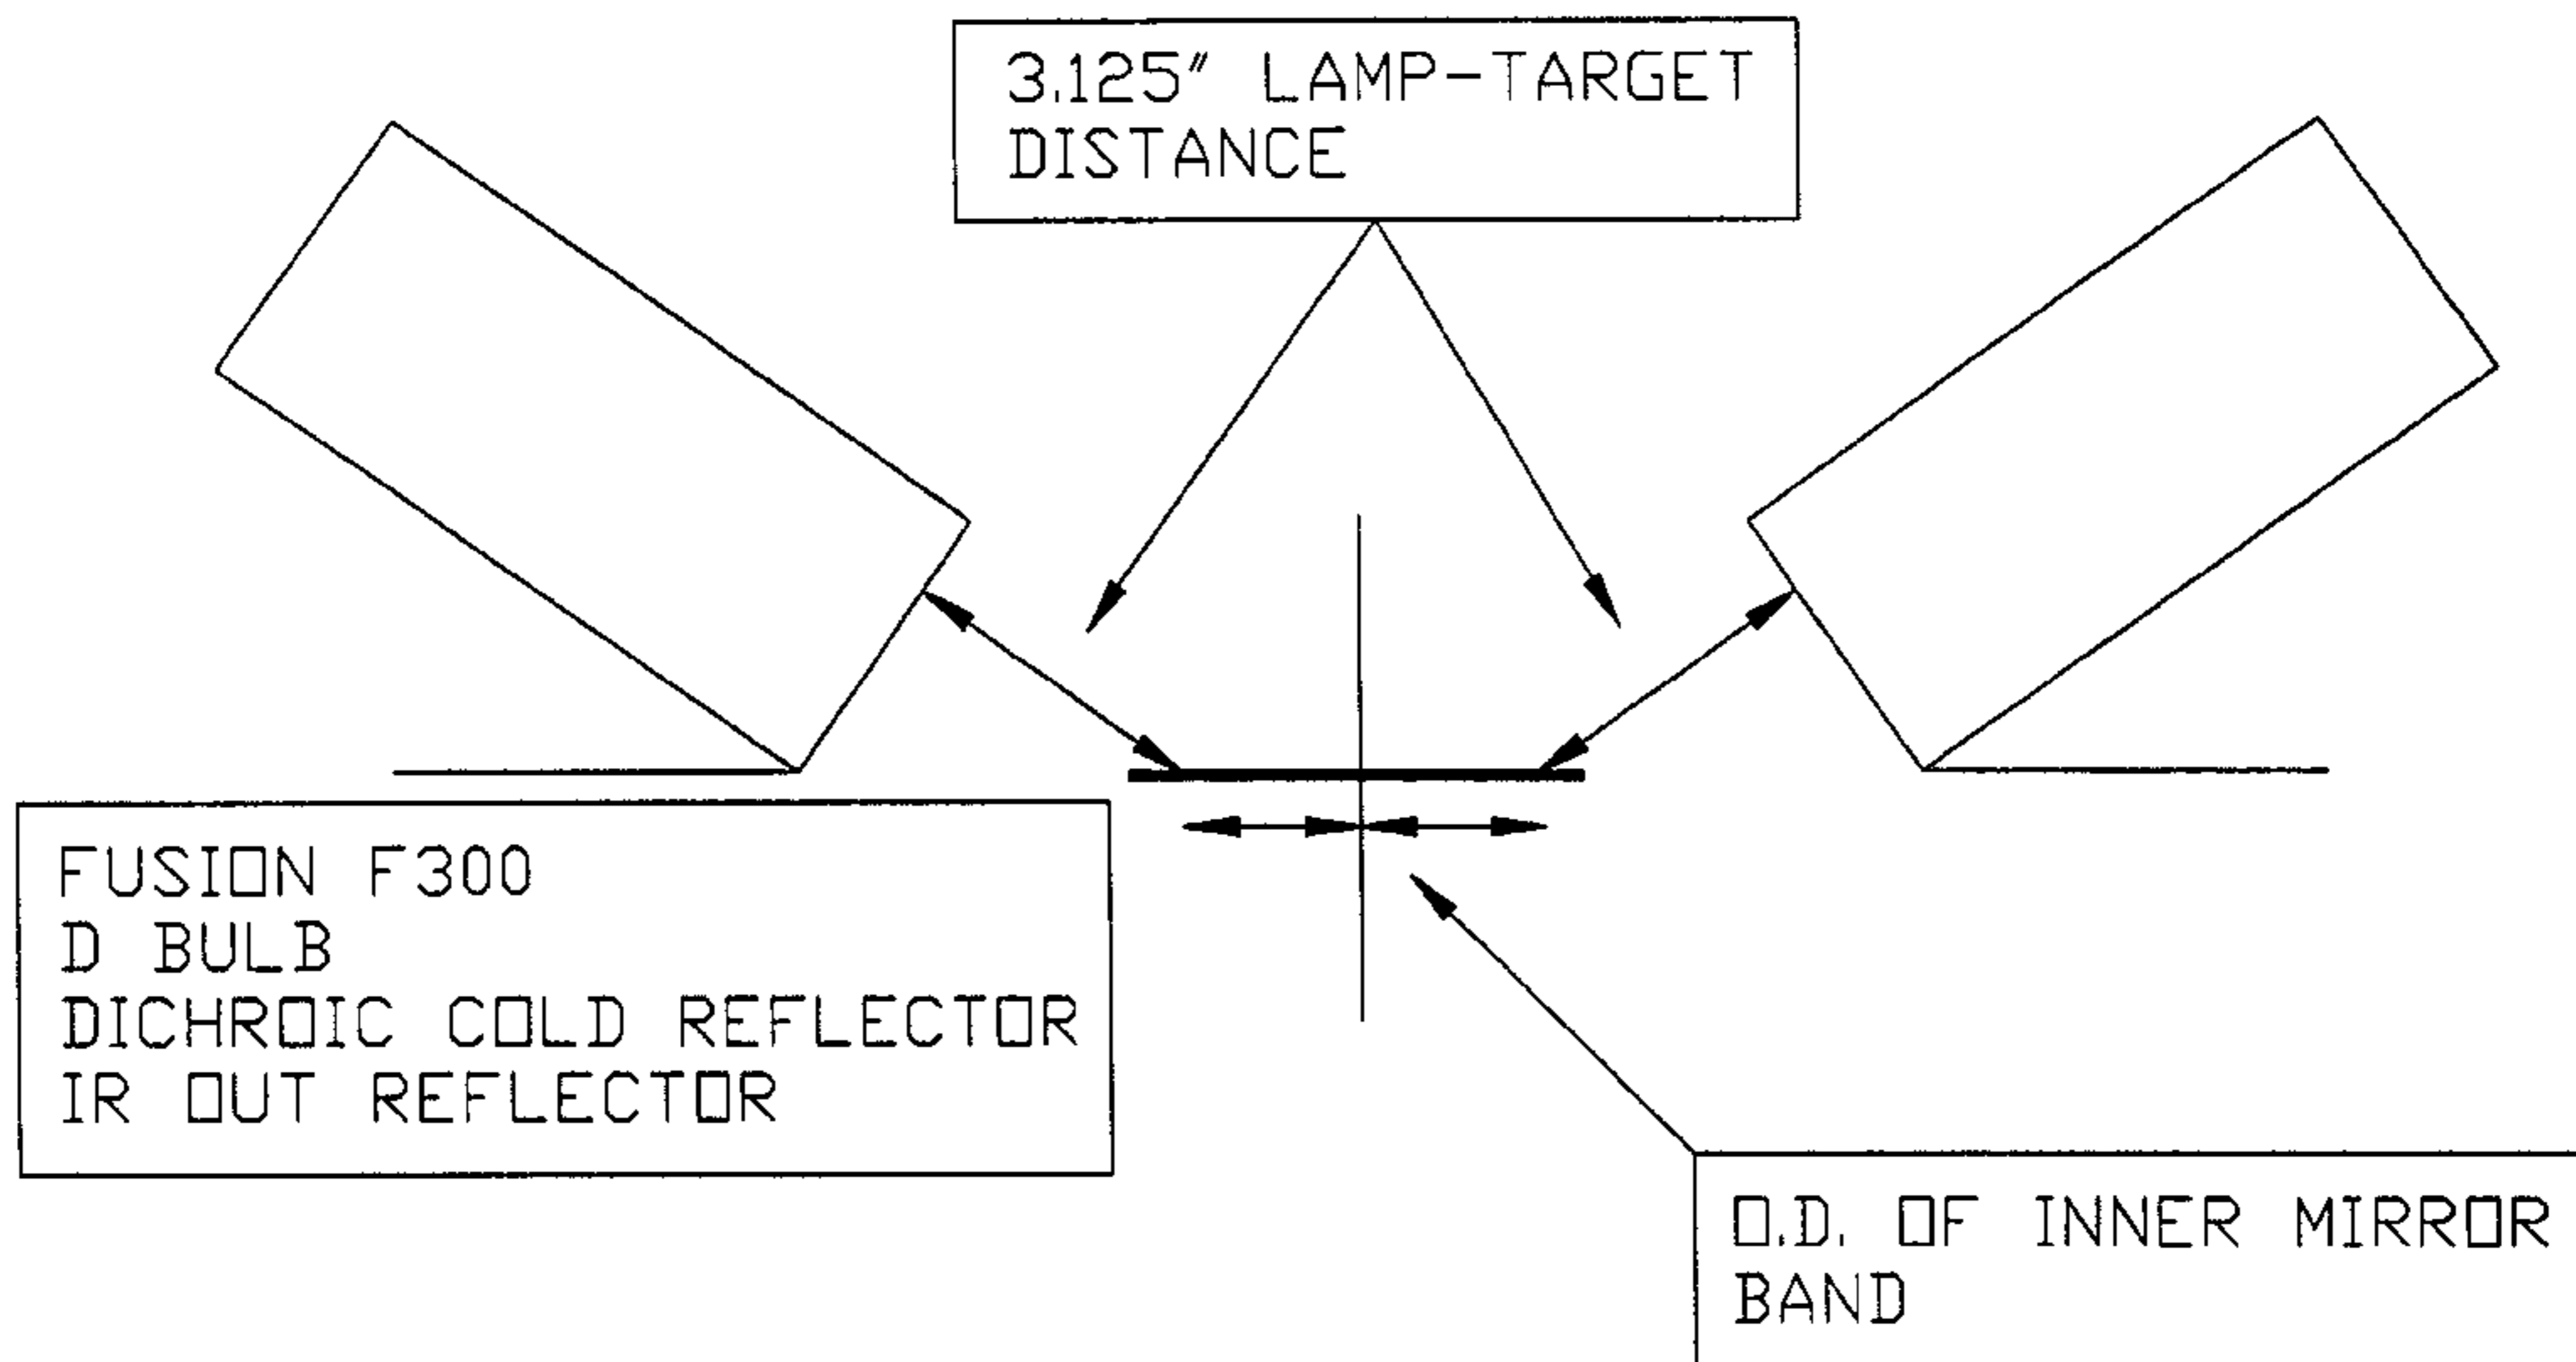 3.125" LAMP-TARGET
DISTANCE
FUSION F300
D BULB
DICHROIC COLD REFLECTOR
IR OUT REFLECTOR
O.D. OF INNER MIRROR
BAND